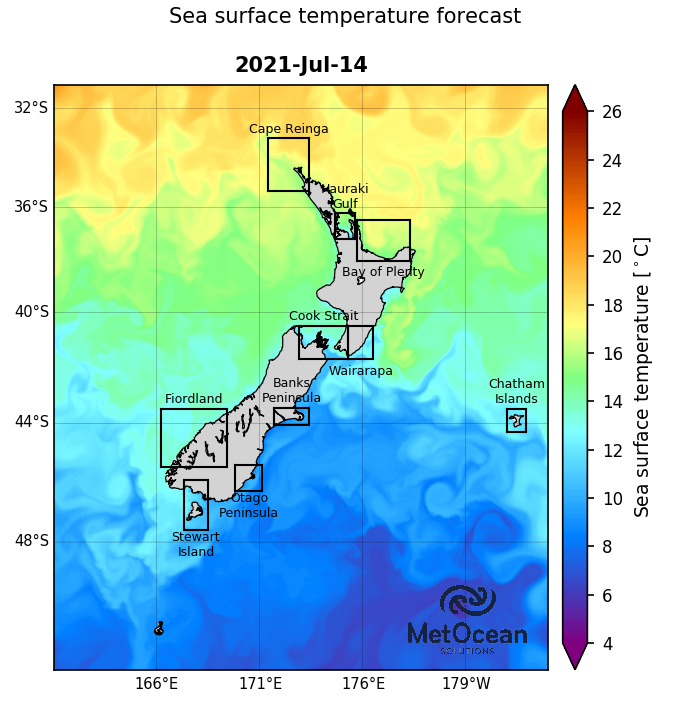 Sea surface temperature forecast
2021-Jul-14
32°S
36°S
40°S
44°S
48°S
166°E
171°E
176°E
179°W
Cape Reinga
Hauraki
Gulf
Bay of Plenty
Cook Strait
Wairarapa
Banks
Peninsula
Fiordland
Chatham
Islands
Otago
Peninsula
Stewart
Island
MetOcean
SOLUTIONS
26
24
22
20
18
16
14
12
10
8
6
4
Sea surface temperature [°C]